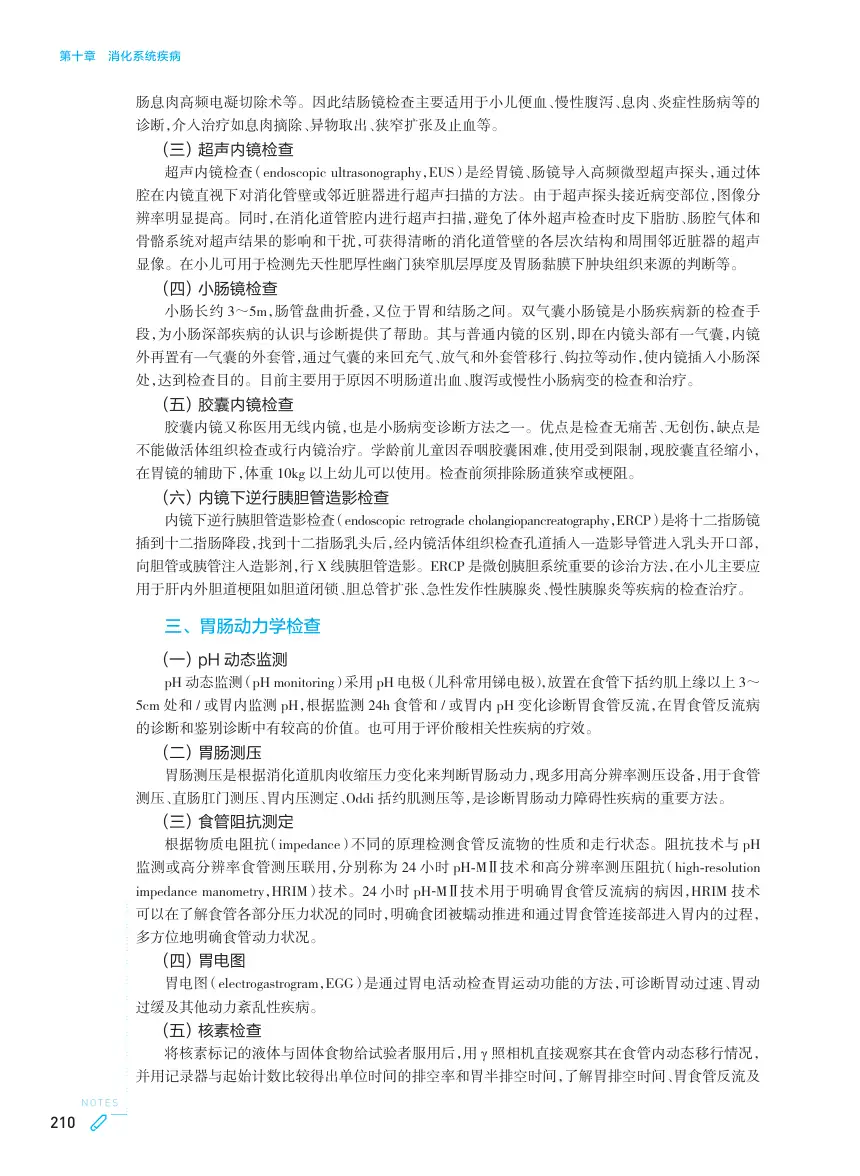 第十章 消化系统疾病
肠息肉高频电凝切除术等。因此结肠镜检查主要适用于小儿便血、慢性腹泻、息肉、炎症性肠病等的
诊断,介入治疗如息肉摘除、异物取出、狭窄扩张及止血等。
(三) 超声内镜检查
超声内镜检查(endoscopic ultrasonography,EUS)是经胃镜、肠镜导入高频微型超声探头,通过体
腔在内镜直视下对消化管壁或邻近脏器进行超声扫描的方法。由于超声探头接近病变部位,图像分
辨率明显提高。同时,在消化道管腔内进行超声扫描,避免了体外超声检查时皮下脂肪、肠腔气体和
骨骼系统对超声结果的影响和干扰,可获得清晰的消化道管壁的各层次结构和周围邻近脏器的超声
显像。在小儿可用于检测先天性肥厚性幽门狭窄肌层厚度及胃肠黏膜下肿块组织来源的判断等。
(四) 小肠镜检查
小肠长约 3～5m,肠管盘曲折叠,又位于胃和结肠之间。双气囊小肠镜是小肠疾病新的检查手
段,为小肠深部疾病的认识与诊断提供了帮助。其与普通内镜的区别,即在内镜头部有一气囊,内镜
外再置有一气囊的外套管,通过气囊的来回充气、放气和外套管移行、钩拉等动作,使内镜插入小肠深
处,达到检查目的。目前主要用于原因不明肠道出血、腹泻或慢性小肠病变的检查和治疗。
(五) 胶囊内镜检查
胶囊内镜又称医用无线内镜,也是小肠病变诊断方法之一。优点是检查无痛苦、无创伤,缺点是
不能做活体组织检查或行内镜治疗。学龄前儿童因吞咽胶囊困难,使用受到限制,现胶囊直径缩小,
在胃镜的辅助下,体重 10kg 以上幼儿可以使用。检查前须排除肠道狭窄或梗阻。
(六) 内镜下逆行胰胆管造影检查
内镜下逆行胰胆管造影检查(endoscopic retrograde cholangiopancreatography,ERCP)是将十二指肠镜
插到十二指肠降段,找到十二指肠乳头后,经内镜活体组织检查孔道插入一造影导管进入乳头开口部,
向胆管或胰管注入造影剂,行 X 线胰胆管造影。ERCP 是微创胰胆系统重要的诊治方法,在小儿主要应
用于肝内外胆道梗阻如胆道闭锁、胆总管扩张、急性发作性胰腺炎、慢性胰腺炎等疾病的检查治疗。
三、胃肠动力学检查
(一) pH 动态监测
pH 动态监测(pH monitoring)采用 pH 电极(儿科常用锑电极),放置在食管下括约肌上缘以上 3～
5cm 处和 / 或胃内监测 pH,根据监测 24h 食管和 / 或胃内 pH 变化诊断胃食管反流,在胃食管反流病
的诊断和鉴别诊断中有较高的价值。也可用于评价酸相关性疾病的疗效。
(二) 胃肠测压
胃肠测压是根据消化道肌肉收缩压力变化来判断胃肠动力,现多用高分辨率测压设备,用于食管
测压、直肠肛门测压、胃内压测定、Oddi 括约肌测压等,是诊断胃肠动力障碍性疾病的重要方法。
(三) 食管阻抗测定
根据物质电阻抗(impedance)不同的原理检测食管反流物的性质和走行状态。阻抗技术与 pH
监测或高分辨率食管测压联用,分别称为 24 小时 pH-MⅡ技术和高分辨率测压阻抗(high-resolution
impedance manometry,HRIM)技术。24 小时 pH-MⅡ技术用于明确胃食管反流病的病因,HRIM 技术
可以在了解食管各部分压力状况的同时,明确食团被蠕动推进和通过胃食管连接部进入胃内的过程,
多方位地明确食管动力状况。
(四) 胃电图
胃电图(electrogastrogram,EGG)是通过胃电活动检查胃运动功能的方法,可诊断胃动过速、胃动
过缓及其他动力紊乱性疾病。
(五) 核素检查
将核素标记的液体与固体食物给试验者服用后,用 γ 照相机直接观察其在食管内动态移行情况,
并用记录器与起始计数比较得出单位时间的排空率和胃半排空时间,了解胃排空时间、胃食管反流及
NOTES
210